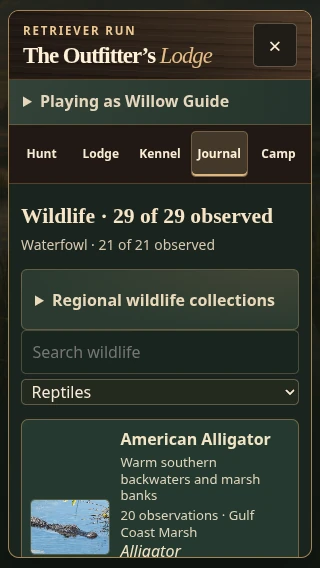 RETRIEVER RUN
The Outfitter's Lodge
×
▶ Playing as Willow Guide
Hunt Lodge Kennel Journal Camp
Wildlife · 29 of 29 observed
Waterfowl · 21 of 21 observed
▶ Regional wildlife collections
Search wildlife
Reptiles
American Alligator
Warm southern
backwaters and marsh
banks
20 observations · Gulf
Coast Marsh
Alligator